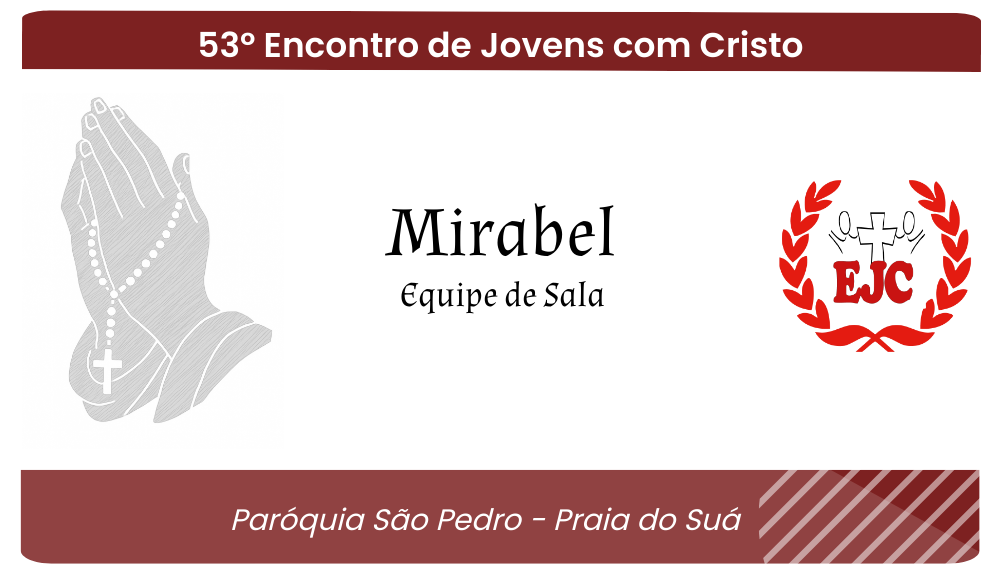 53º Encontro de Jovens com Cristo
Mirabel
Equipe de Sala
EJC
Paróquia São Pedro - Praia do Suá